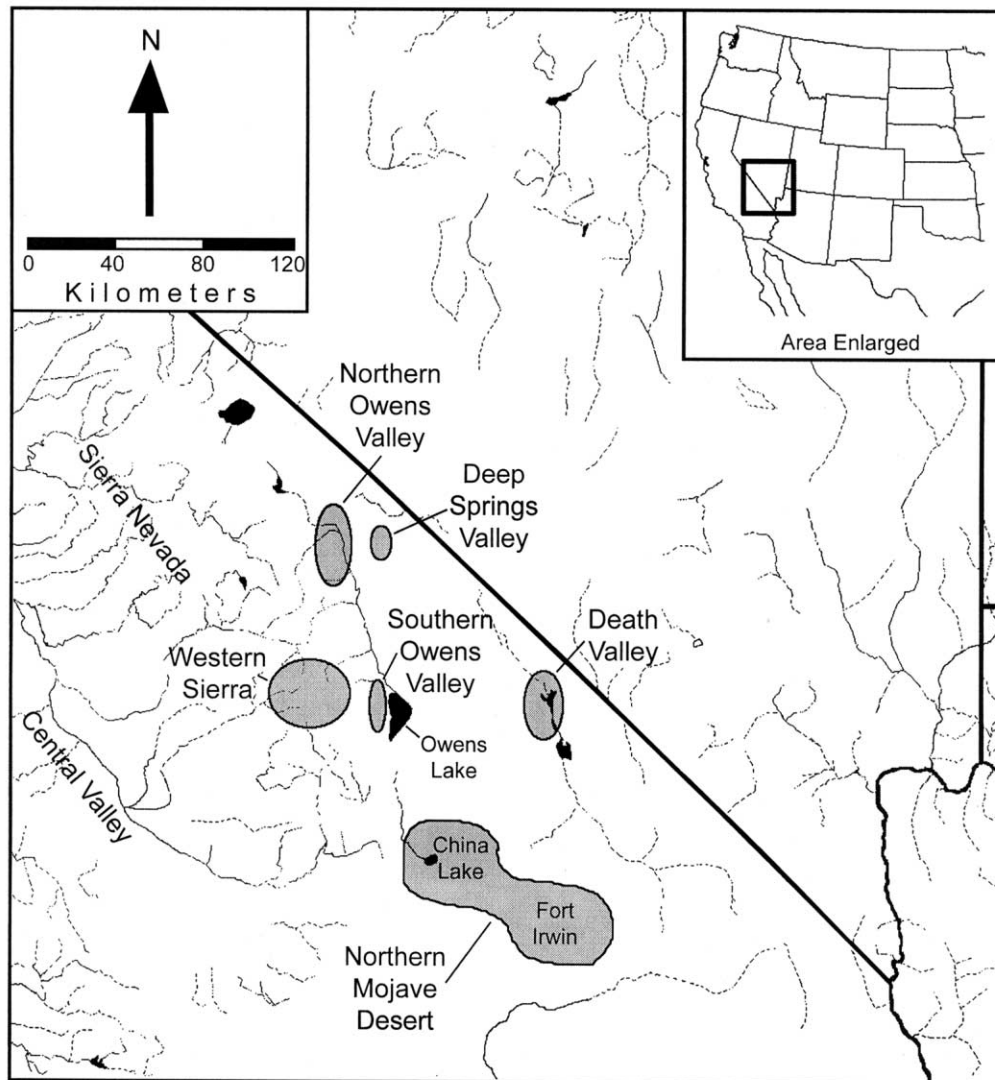 N
0 40 80 120
Kilometers
Area Enlarged
Northern
Owens
Valley
Deep
Springs
Valley
Sierra Nevada
Southern
Owens
Valley
Death
Valley
Western
Sierra
Owens
Lake
Central Valley
China
Lake
Fort
Irwin
Northern
Mojave
Desert